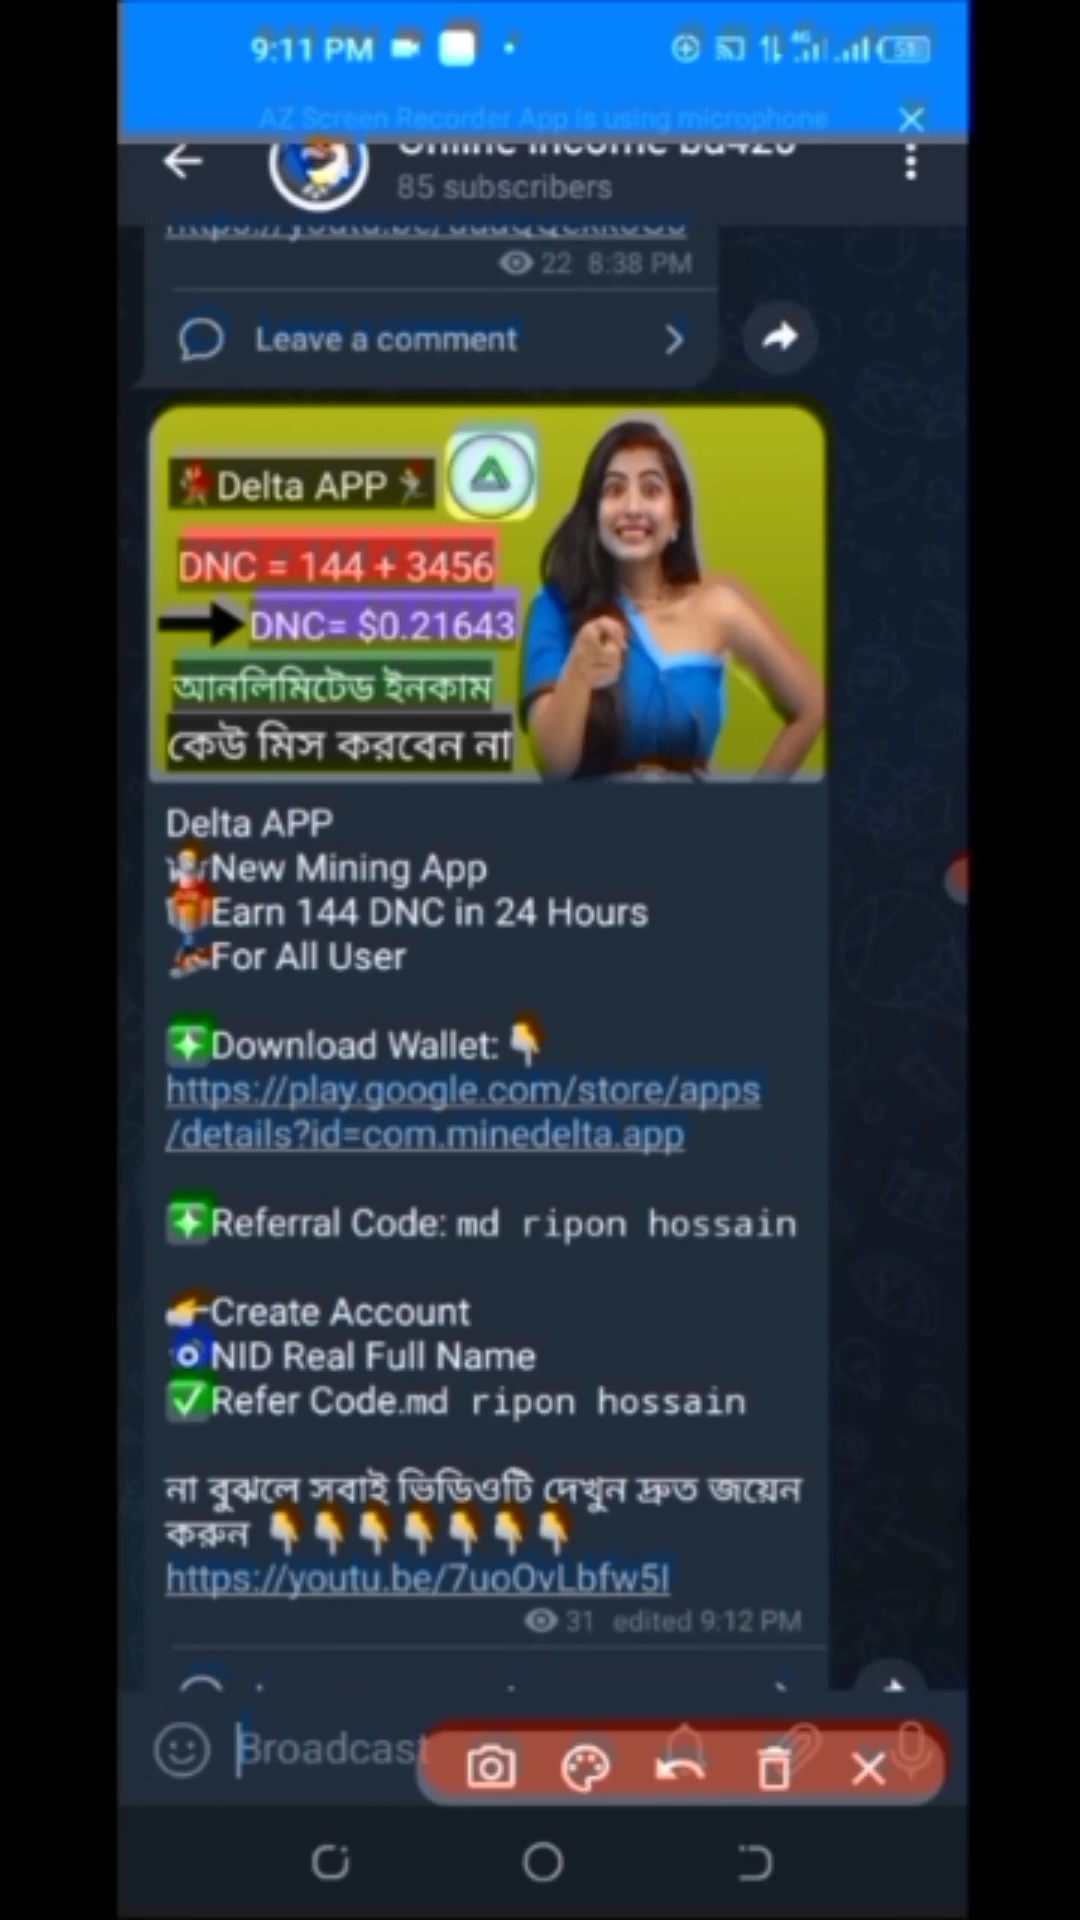 9:11 PM
AZ Screen Recorder App is using microphone
Online income bd420
85 subscribers
22 8:38 PM
Leave a comment
Delta APP
DNC = 144 + 3456
DNC= $0.21643
আনলিমিটেড ইনকাম
কেউ মিস করবেন না
Delta APP
New Mining App
Earn 144 DNC in 24 Hours
For All User
Download Wallet:
https://play.google.com/store/apps
/details?id=com.minedelta.app
Referral Code: md ripon hossain
Create Account
NID Real Full Name
Refer Code.md ripon hossain
না বুঝলে সবাই ভিডিওটি দেখুন দ্রুত জয়েন
করুন
https://youtu.be/7uoOvLbfw5I
31 edited 9:12 PM
Broadcast